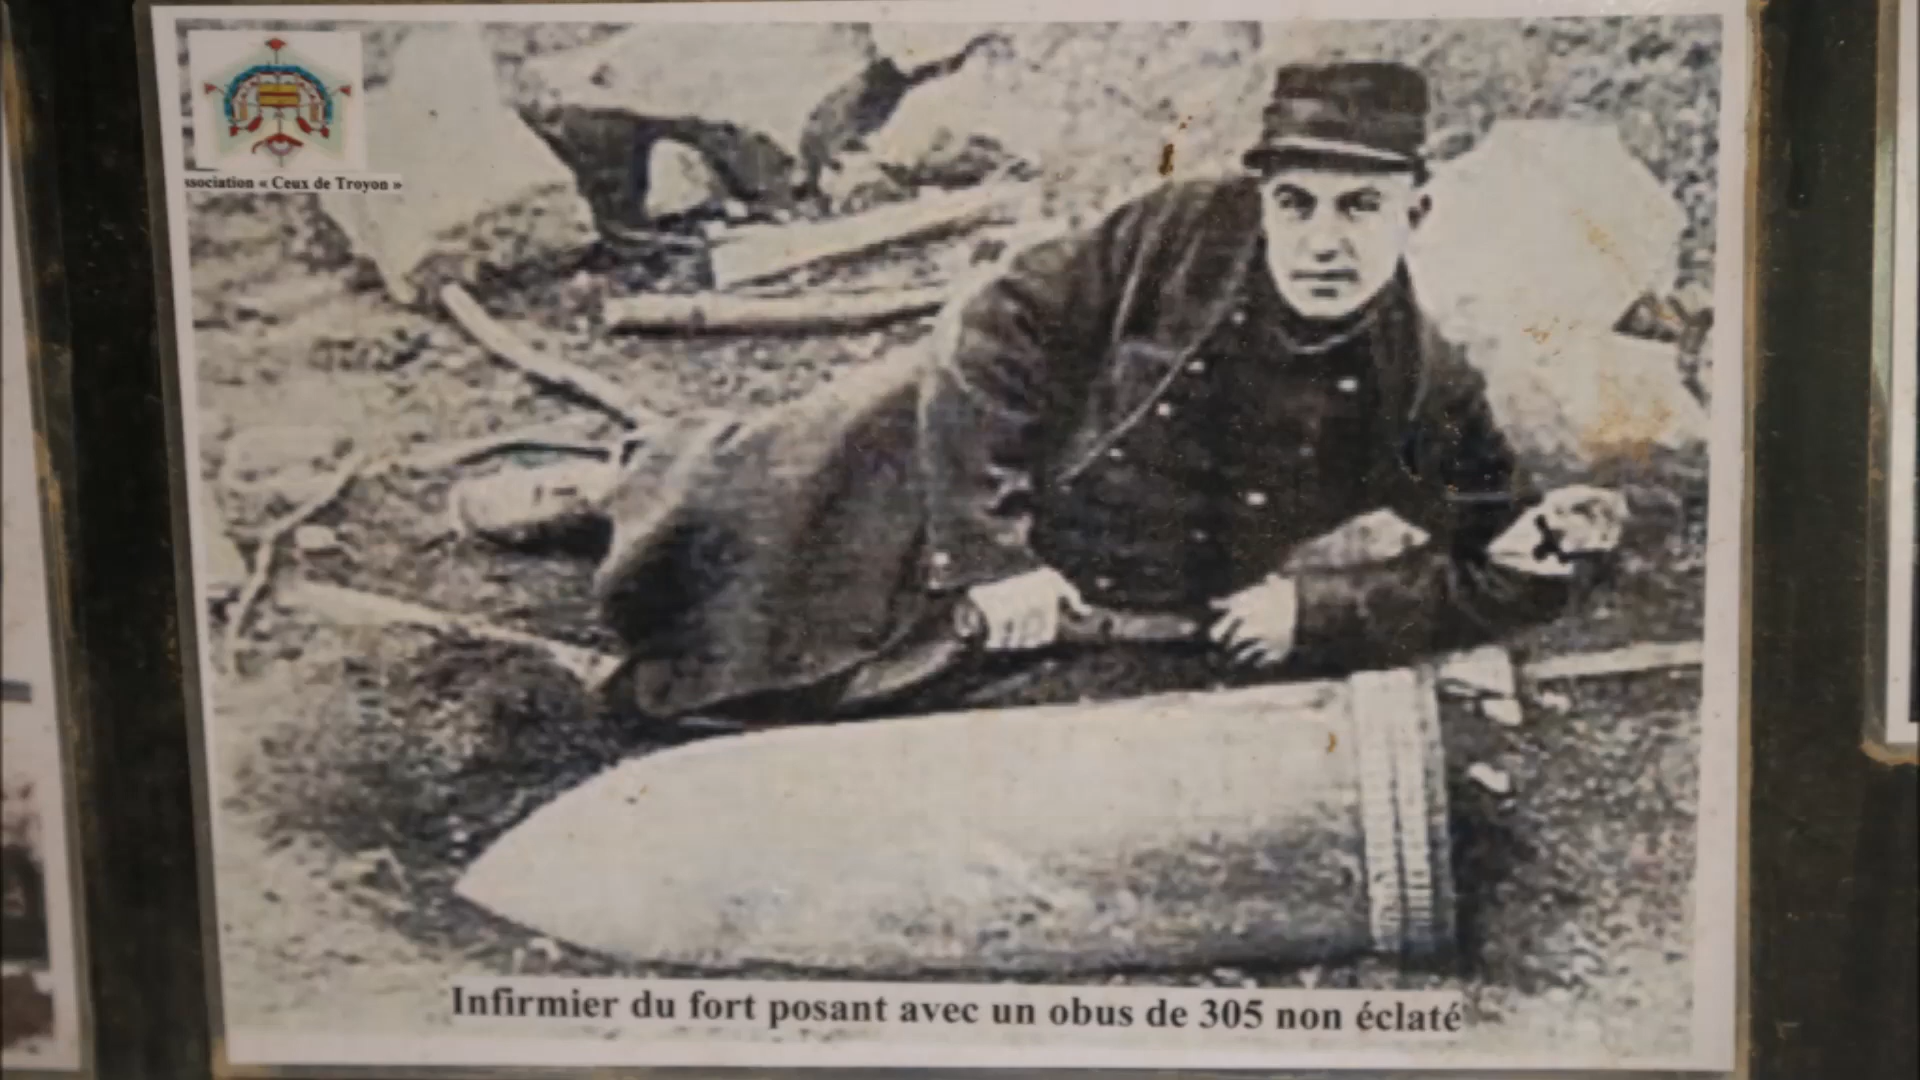 ssociation « Ceux de Troyon »
Infirmier du fort posant avec un obus de 305 non éclaté